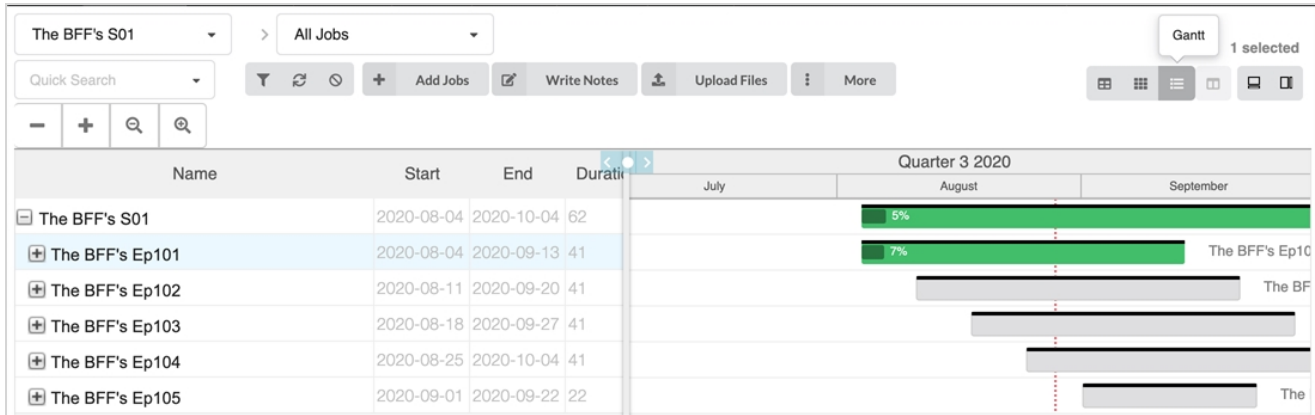 The BFF's S01
All Jobs
Gantt
1 selected
Quick Search
Add Jobs
Write Notes
Upload Files
More
Name Start End Duratio
Quarter 3 2020
July August September
The BFF's S01 2020-08-04 2020-10-04 62 5%
The BFF's Ep101 2020-08-04 2020-09-13 41 7% The BFF's Ep10
The BFF's Ep102 2020-08-11 2020-09-20 41 The BF
The BFF's Ep103 2020-08-18 2020-09-27 41
The BFF's Ep104 2020-08-25 2020-10-04 41
The BFF's Ep105 2020-09-01 2020-09-22 22 The